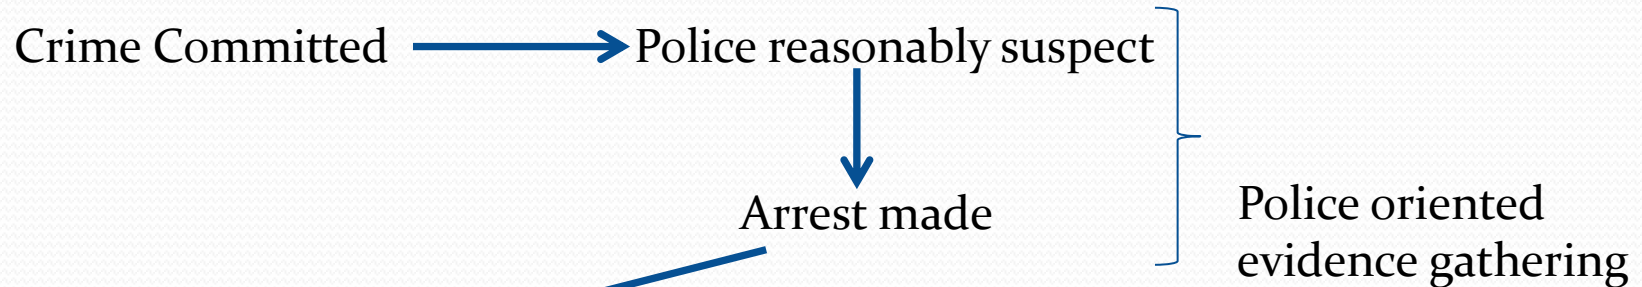 Crime Committed
Police reasonably suspect
Arrest made
Police oriented
evidence gathering